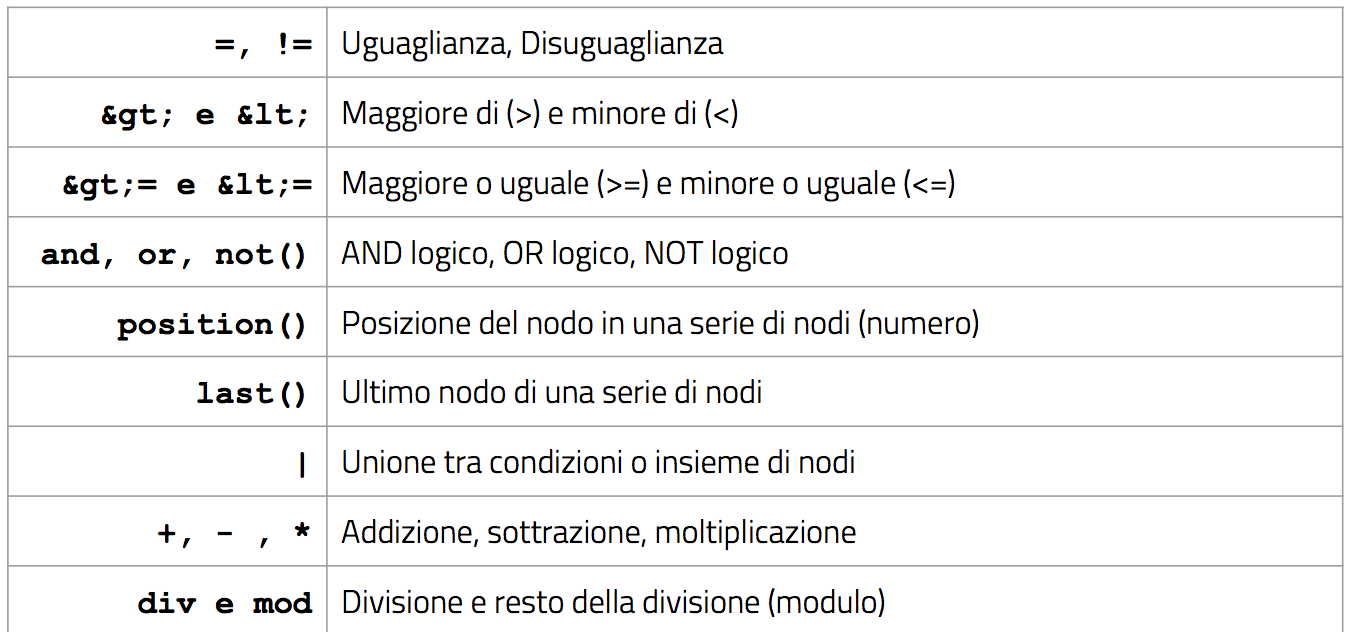 =, != Uguaglianza, Disuguaglianza
&gt; e &lt; Maggiore di (>) e minore di (<)
&gt;= e &lt;= Maggiore o uguale (>=) e minore o uguale (<=)
and, or, not() AND logico, OR logico, NOT logico
position() Posizione del nodo in una serie di nodi (numero)
last() Ultimo nodo di una serie di nodi
| Unione tra condizioni o insieme di nodi
+, - , * Addizione, sottrazione, moltiplicazione
div e mod Divisione e resto della divisione (modulo)